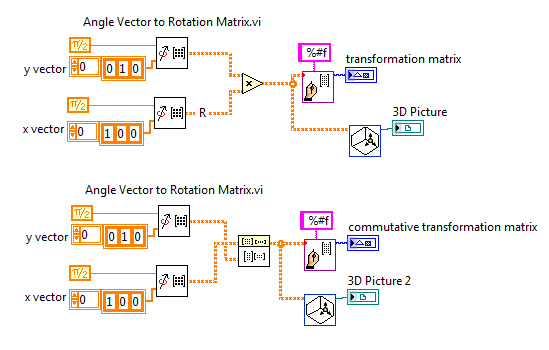 Angle Vector to Rotation Matrix.vi
π/2
%#f
transformation matrix
y vector 0 0 1 0
3D Picture
π/2
R
x vector 0 1 0 0
Angle Vector to Rotation Matrix.vi
π/2
%#f
commutative transformation matrix
y vector 0 0 1 0
3D Picture 2
π/2
x vector 0 1 0 0